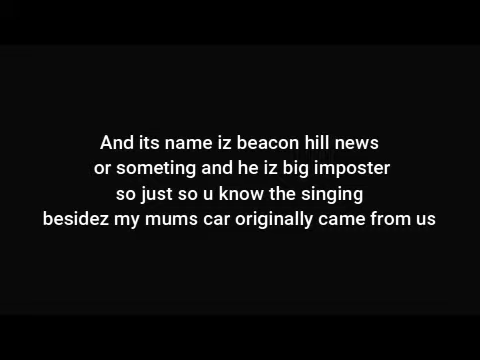 And its name iz beacon hill news
or someting and he iz big imposter
so just so u know the singing
besidez my mums car originally came from us